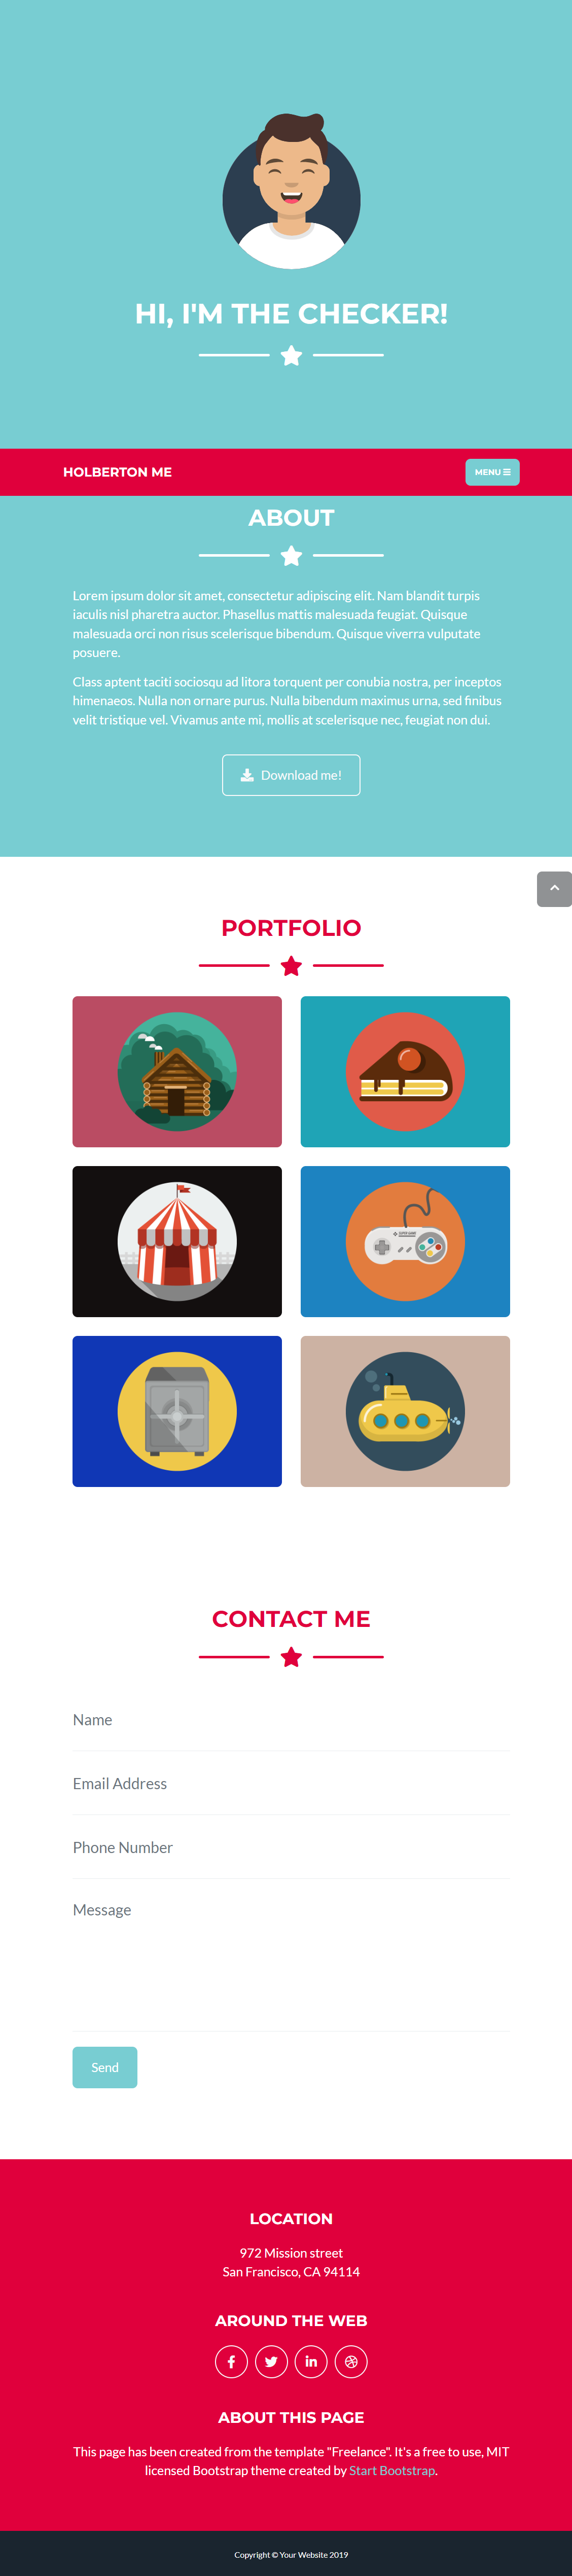 HI, I'M THE CHECKER!
HOLBERTON ME
MENU
ABOUT
Lorem ipsum dolor sit amet, consectetur adipiscing elit. Nam blandit turpis
iaculis nisl pharetra auctor. Phasellus mattis malesuada feugiat. Quisque
malesuada orci non risus scelerisque bibendum. Quisque viverra vulputate
posuere.
Class aptent taciti sociosqu ad litora torquent per conubia nostra, per inceptos
himenaeos. Nulla non ornare purus. Nulla bibendum maximus urna, sed finibus
velit tristique vel. Vivamus ante mi, mollis at scelerisque nec, feugiat non dui.
Download me!
PORTFOLIO
CONTACT ME
Name
Email Address
Phone Number
Message
Send
LOCATION
972 Mission street
San Francisco, CA 94114
AROUND THE WEB
ABOUT THIS PAGE
This page has been created from the template "Freelance". It's a free to use, MIT
licensed Bootstrap theme created by Start Bootstrap.
Copyright © Your Website 2019